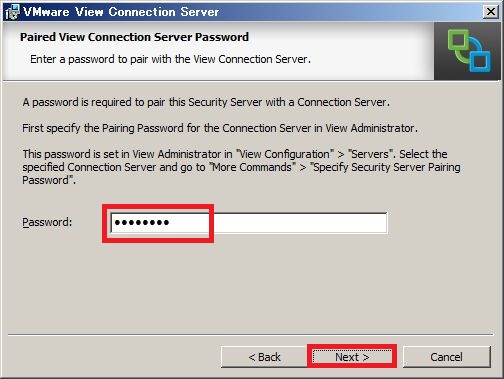 VMware View Connection Server
Paired View Connection Server Password
Enter a password to pair with the View Connection Server.
A password is required to pair this Security Server with a Connection Server.
First specify the Pairing Password for the Connection Server in View Administrator.
This password is set in View Administrator in "View Configuration" > "Servers". Select the
specified Connection Server and go to "More Commands" > "Specify Security Server Pairing
Password".
Password: ••••••••
< Back Next > Cancel